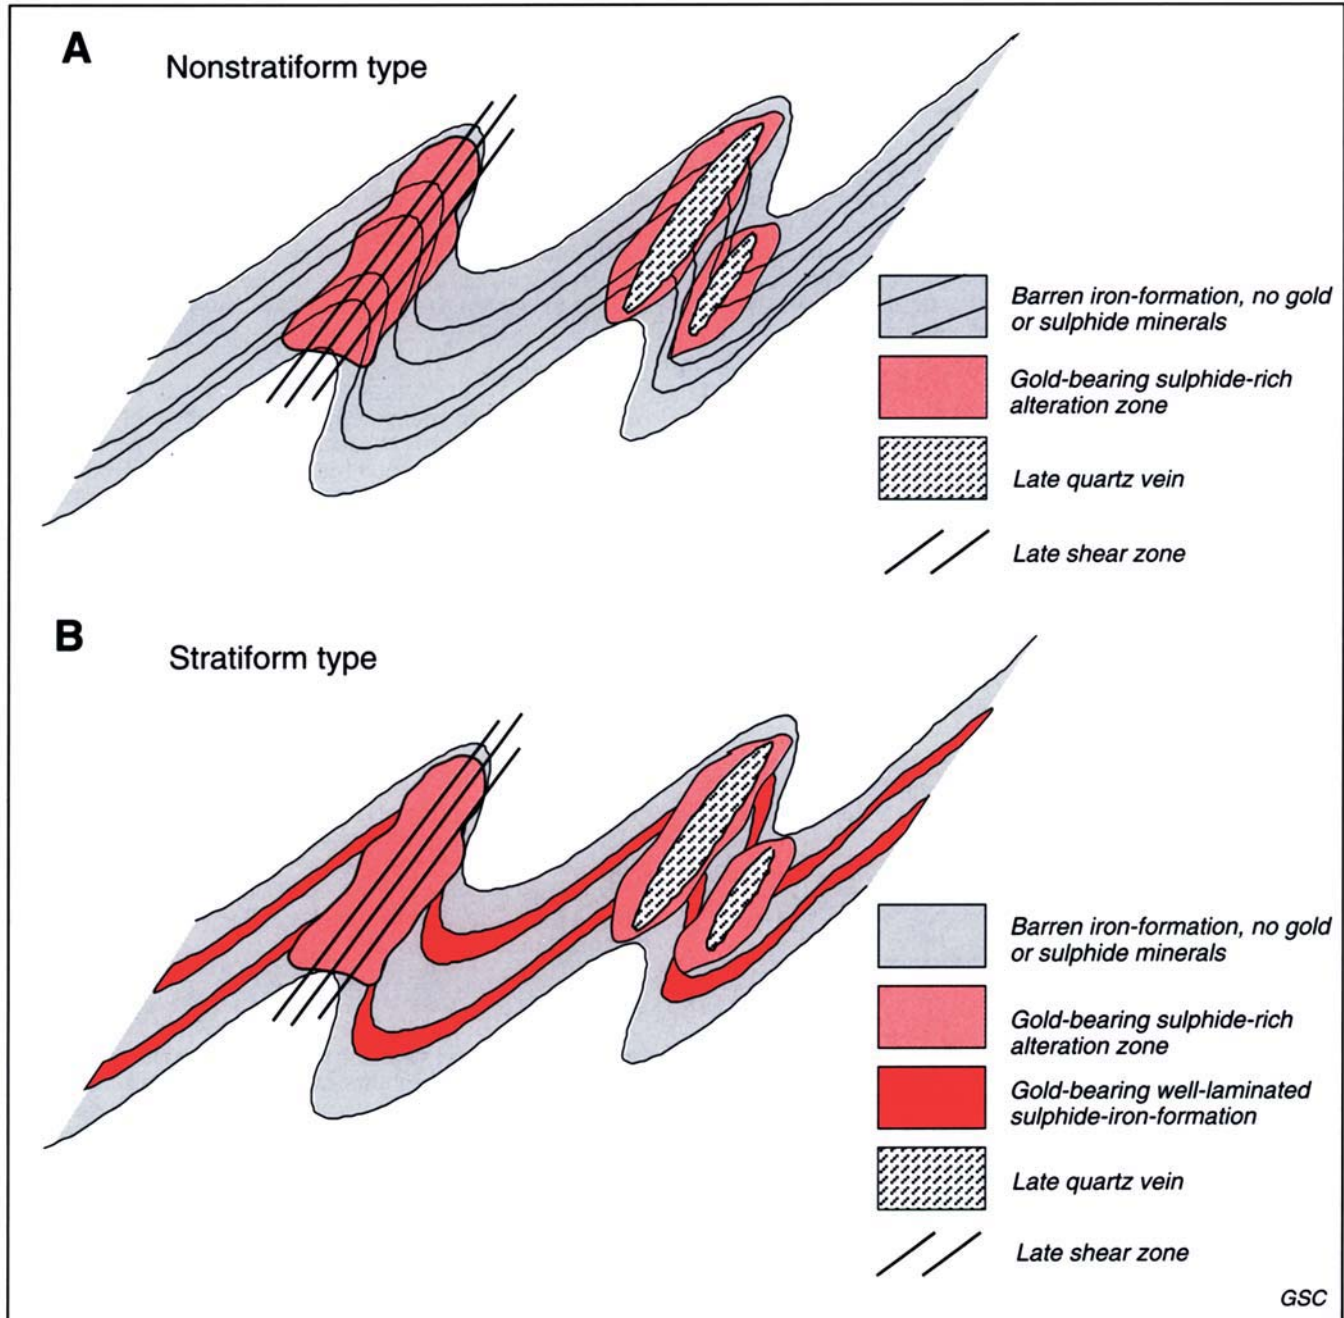 A
Nonstratiform type
Barren iron-formation, no gold
or sulphide minerals
Gold-bearing sulphide-rich
alteration zone
Late quartz vein
Late shear zone
B
Stratiform type
Barren iron-formation, no gold
or sulphide minerals
Gold-bearing sulphide-rich
alteration zone
Gold-bearing well-laminated
sulphide-iron-formation
Late quartz vein
Late shear zone
GSC